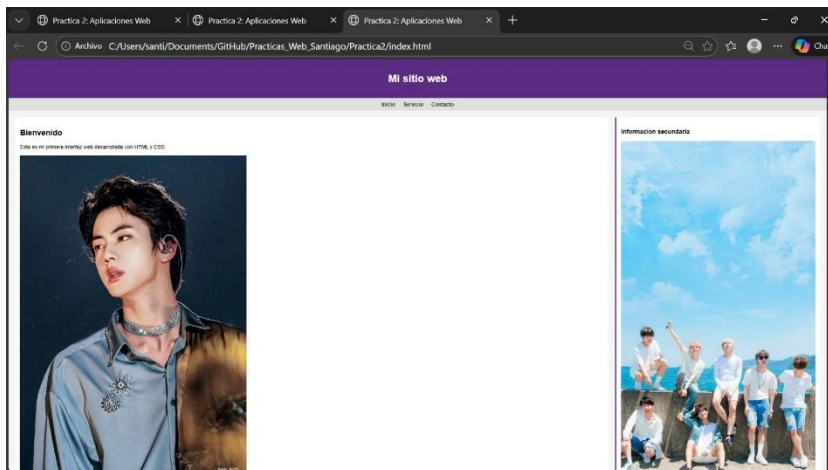 Practica 2: Aplicaciones Web
Practica 2: Aplicaciones Web
Practica 2: Aplicaciones Web
Archivo C:/Users/santi/Documents/GitHub/Practicas_Web_Santiago/Practica2/index.html
Mi sitio web
Inicio Servicio Contacto
Bienvenido
Esta es mi primera interfaz web desarrollada con HTML y CSS
Informacion secundaria